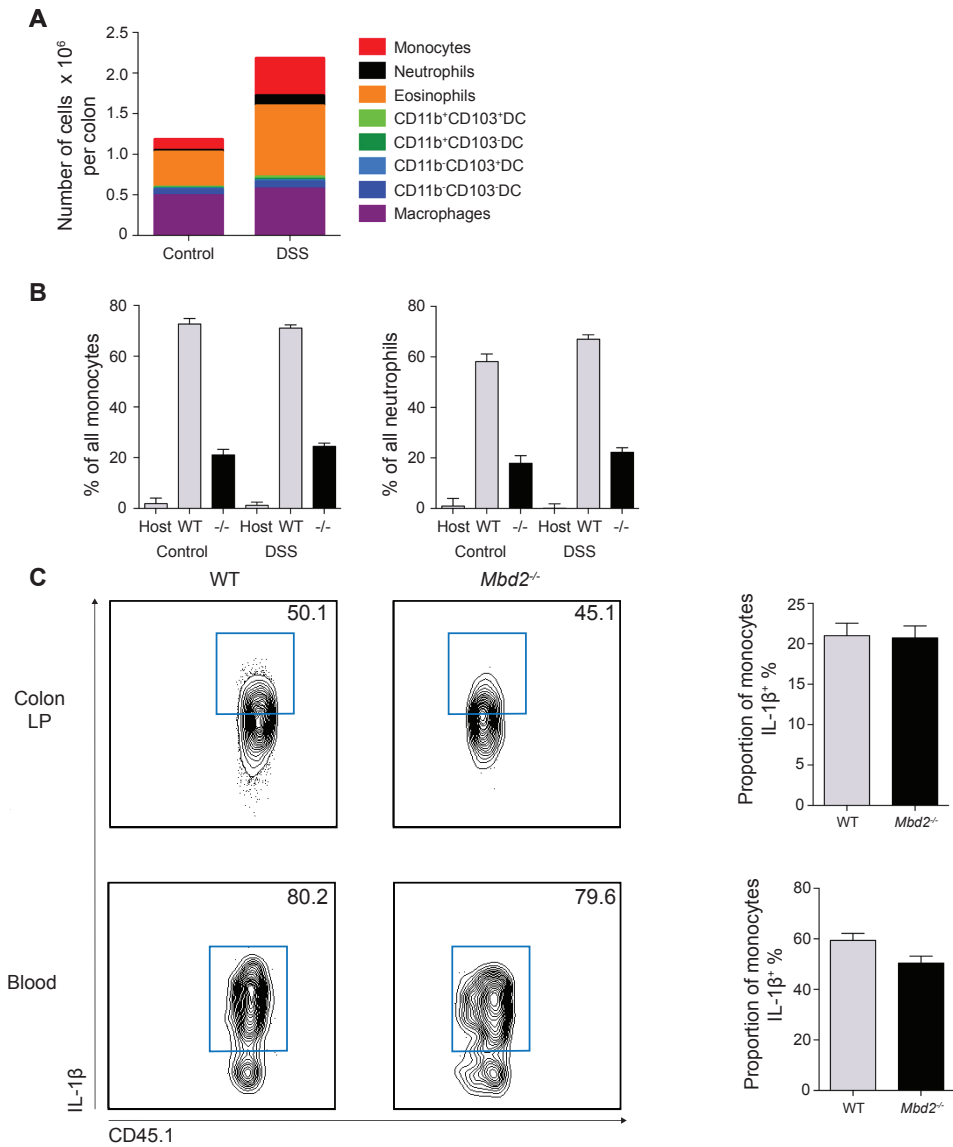 A
Number of cells x 10⁶
per colon
2.5
2.0
1.5
1.0
0.5
0
Control DSS
Monocytes
Neutrophils
Eosinophils
CD11b⁺CD103⁺DC
CD11b⁺CD103⁻DC
CD11b⁻CD103⁺DC
CD11b⁻CD103⁻DC
Macrophages
B
% of all monocytes
80
60
40
20
0
Host WT -/- Host WT -/-
Control DSS
% of all neutrophils
80
60
40
20
0
Host WT -/- Host WT -/-
Control DSS
C
WT Mbd2⁻/⁻
Colon
LP
50.1 45.1
Proportion of monocytes
IL-1β⁺ %
25
20
15
10
5
0
WT Mbd2⁻/⁻
Blood
80.2 79.6
Proportion of monocytes
IL-1β⁺ %
80
60
40
20
0
WT Mbd2⁻/⁻
IL-1β
CD45.1